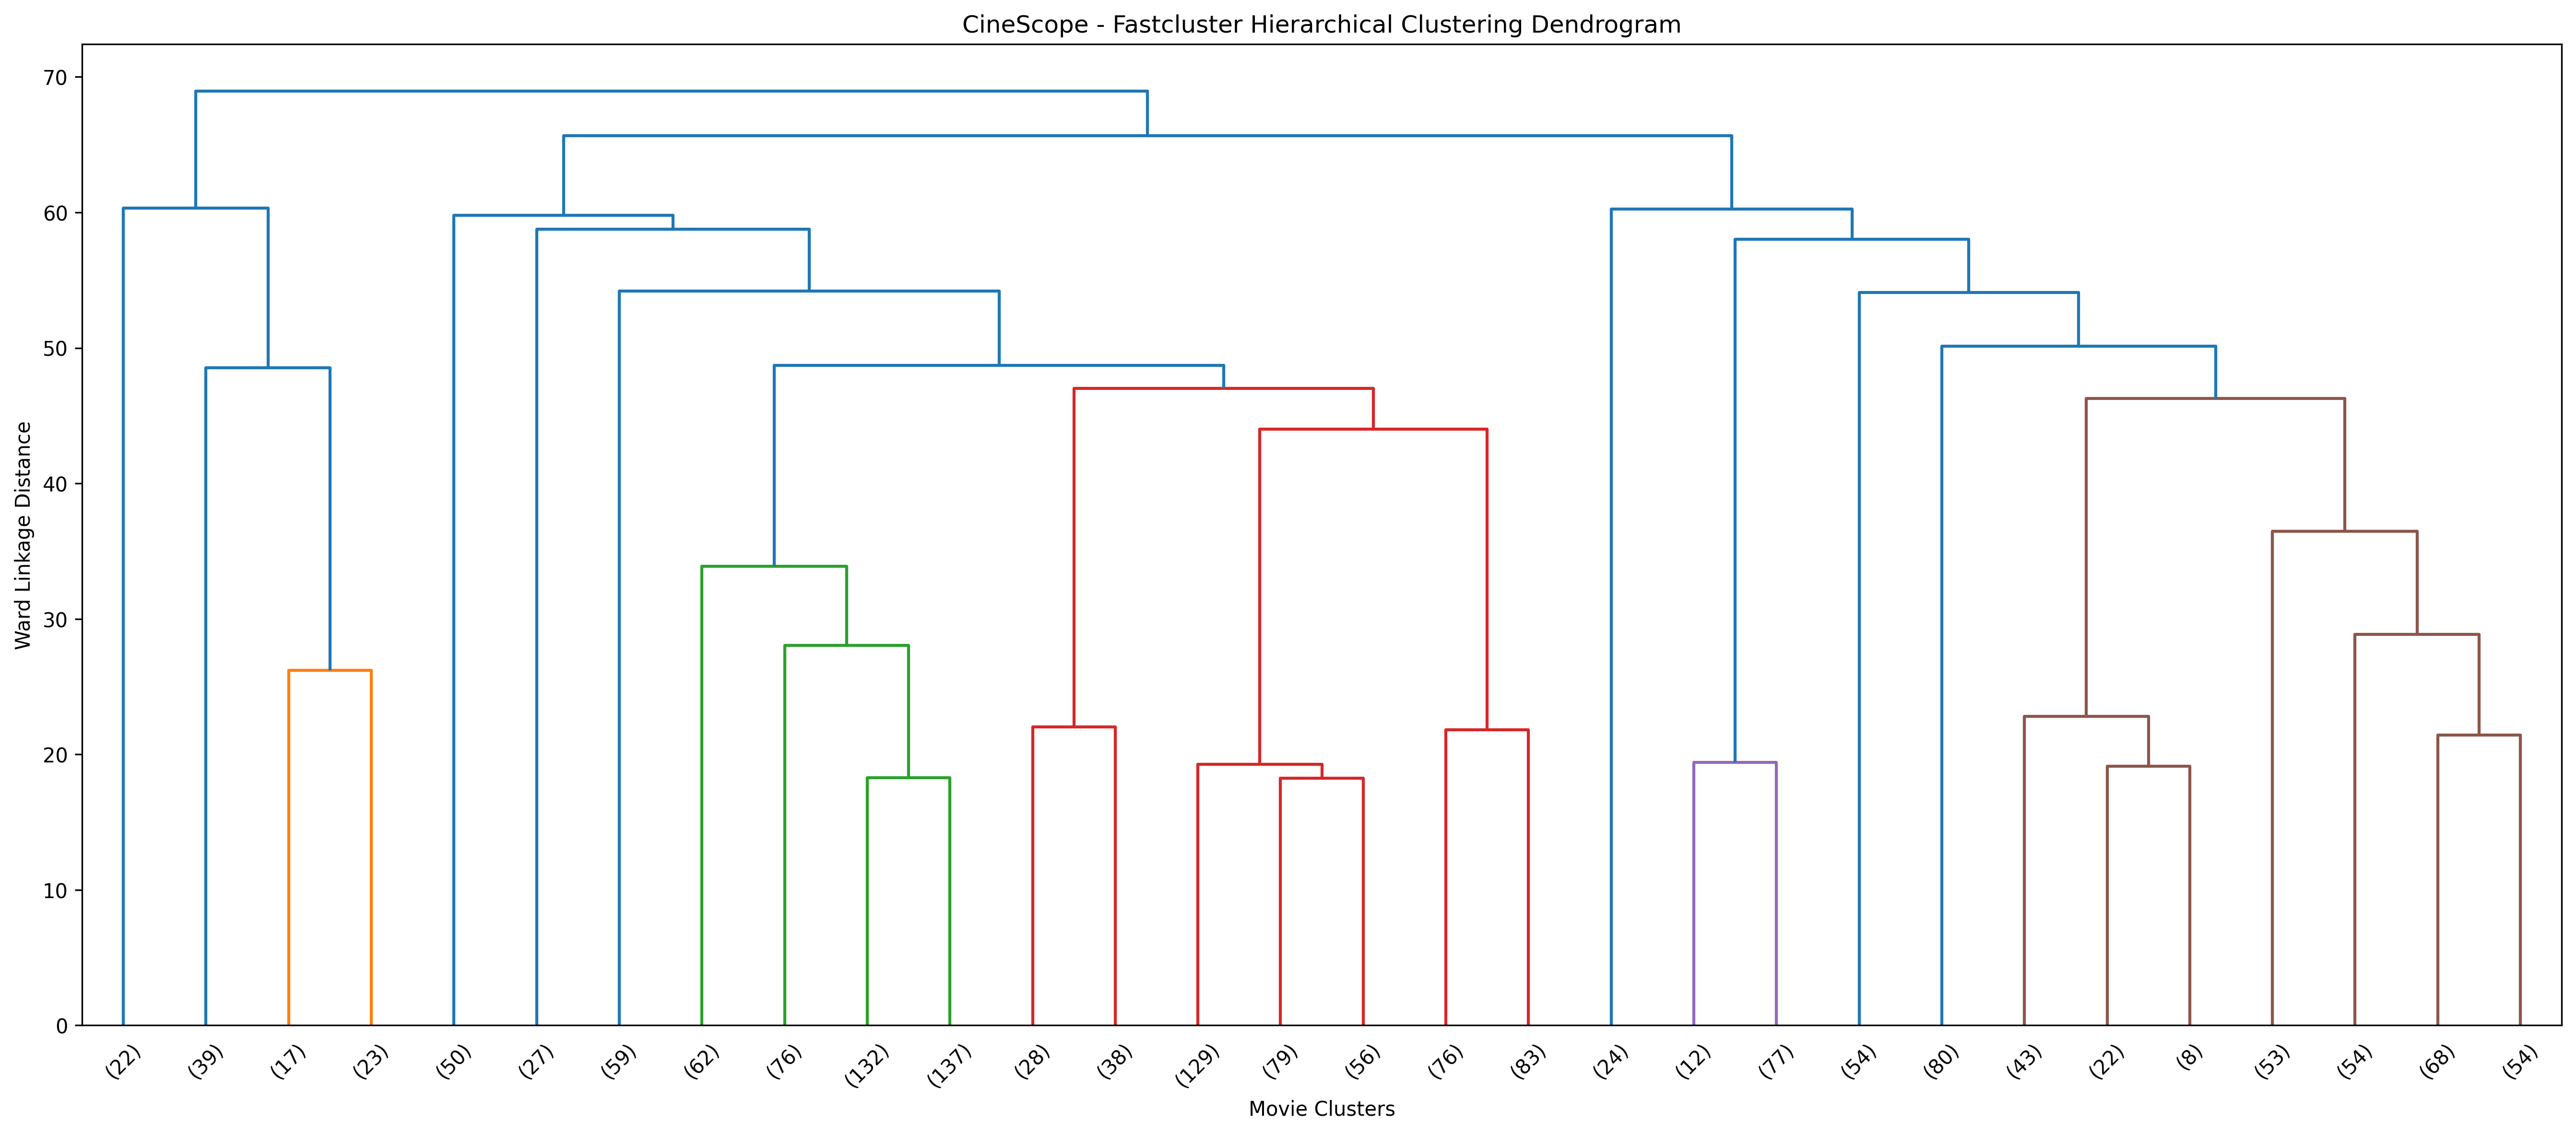 CineScope - Fastcluster Hierarchical Clustering Dendrogram
70
60
50
40
30
20
10
0
Ward Linkage Distance
(22) (39) (17) (23) (50) (27) (59) (62) (76) (132) (137) (28) (38) (129) (79) (56) (76) (83) (24) (12) (77) (54) (80) (43) (22) (8) (53) (54) (68) (54)
Movie Clusters